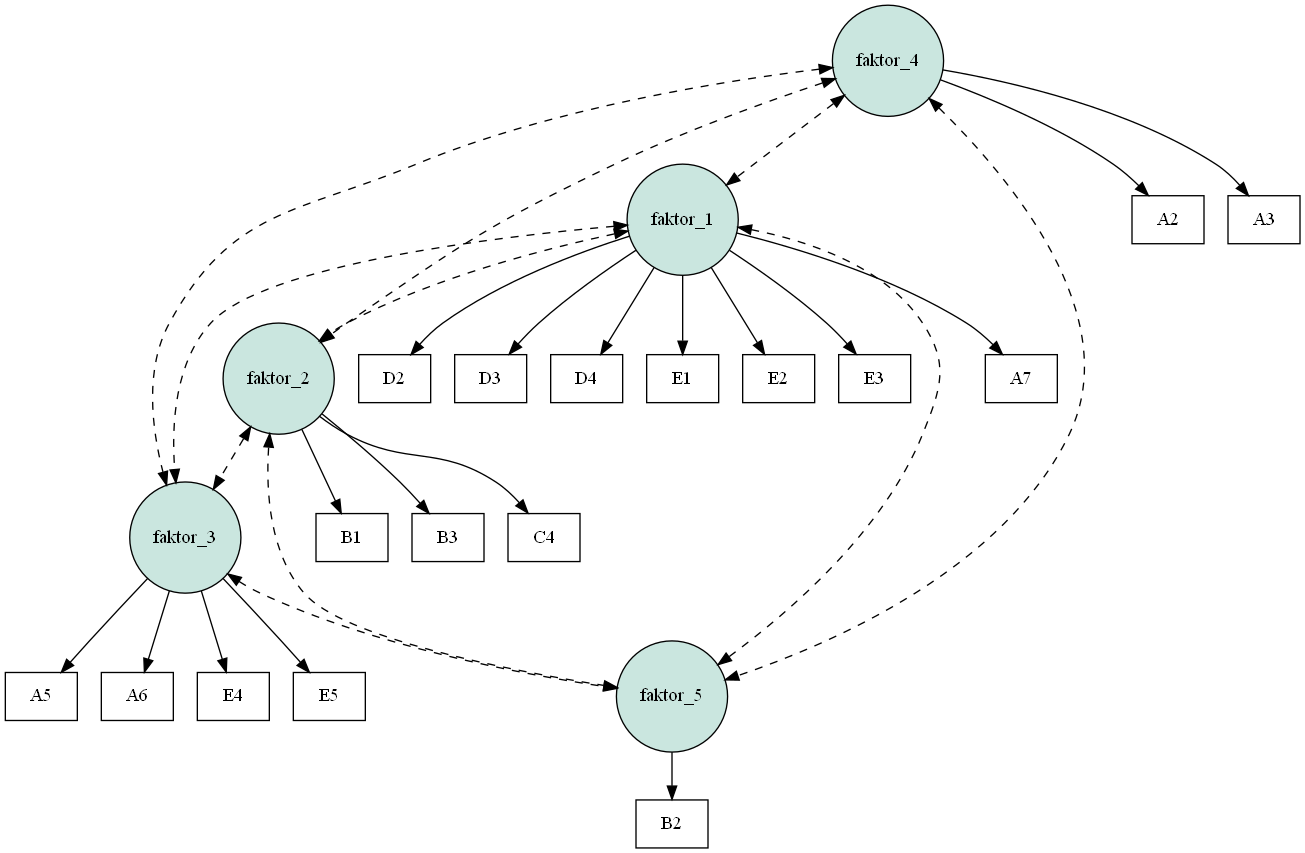 faktor_4
A2
A3
faktor_1
faktor_2
D2
D3
D4
E1
E2
E3
A7
faktor_3
B1
B3
C4
A5
A6
E4
E5
faktor_5
B2